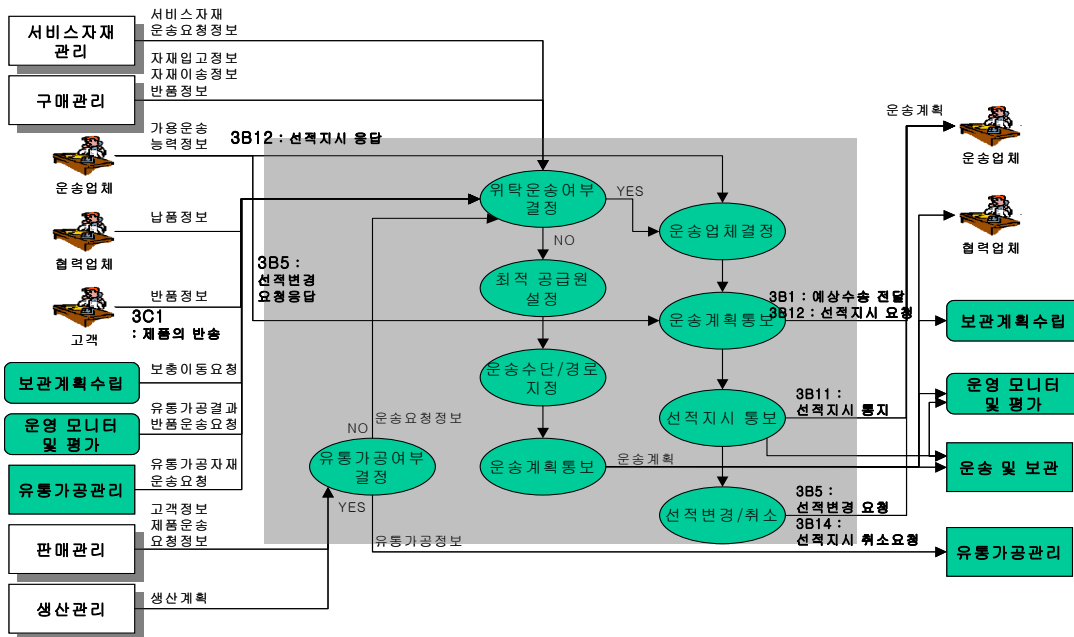 서비스자재
관리
서비스자재
운송요청정보
구매관리
자재입고정보
자재이송정보
반품정보
가용운송
능력정보
운송업체
3B12 : 선적지시 응답
납품정보
협력업체
반품정보
고객
3C1
: 제품의 반송
3B5 :
선적변경
요청응답
보관계획수립
보충이동요청
운영 모니터
및 평가
유통가공결과
반품운송요청
유통가공관리
유통가공자재
운송요청
판매관리
고객정보
제품운송
요청정보
생산관리
생산계획
위탁운송여부
결정
YES
NO
최적 공급원
설정
운송수단/경로
지정
운송계획통보
운송계획
유통가공여부
결정
NO
운송요청정보
YES
유통가공정보
운송업체결정
운송계획통보
3B1 : 예상수송 전달
3B12 : 선적지시 요청
선적지시 통보
3B11 :
선적지시 통지
선적변경/취소
3B5 :
선적변경 요청
3B14 :
선적지시 취소요청
운송계획
운송업체
협력업체
보관계획수립
운영 모니터
및 평가
운송 및 보관
유통가공관리